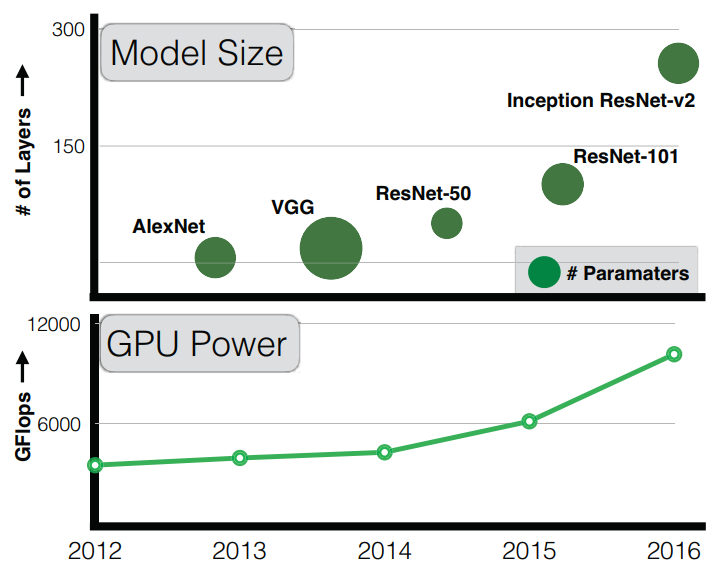 300
Model Size
Inception ResNet-v2
# of Layers →
150
ResNet-101
ResNet-50
VGG
AlexNet
# Paramaters
12000
GPU Power
GFlops →
6000
2012 2013 2014 2015 2016